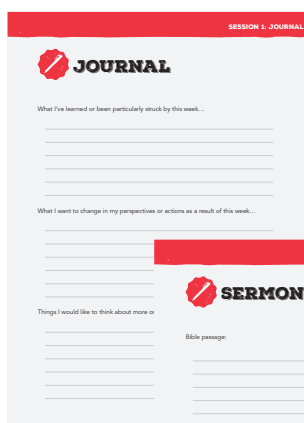 SESSION 1: JOURNAL
JOURNAL
What I've learned or been particularly struck by this week...
What I want to change in my perspectives or actions as a result of this week...
Things I would like to think about more
SERMON
Bible passage: